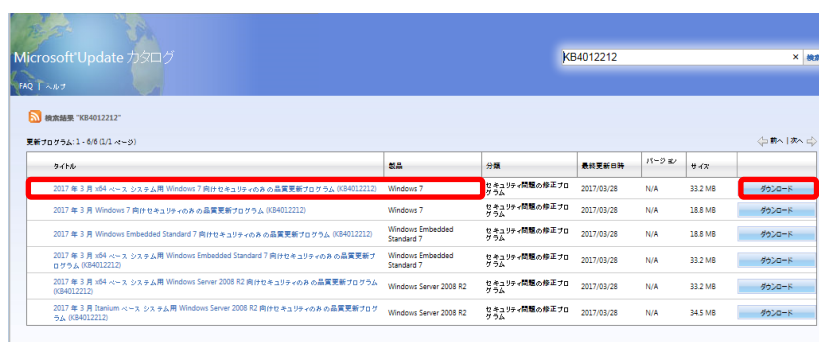 Microsoft Update カタログ
KB4012212
×
検索
FAQ | ヘルプ
検索結果 "KB4012212"
更新プログラム: 1 - 6/6 (1/1 ページ)
前へ | 次へ
タイトル 製品 分類 最終更新日時 バージョン サイズ
2017 年 3 月 x64 ベース システム用 Windows 7 向けセキュリティのみの品質更新プログラム (KB4012212) Windows 7 セキュリティ問題の修正プロ 2017/03/28 N/A 33.2 MB ダウンロード
グラム
2017 年 3 月 Windows 7 向けセキュリティのみの品質更新プログラム (KB4012212) Windows 7 セキュリティ問題の修正プロ 2017/03/28 N/A 18.8 MB ダウンロード
グラム
2017 年 3 月 Windows Embedded Standard 7 向けセキュリティのみの品質更新プログラム (KB4012212) Windows Embedded セキュリティ問題の修正プロ 2017/03/28 N/A 18.8 MB ダウンロード
Standard 7 グラム
2017 年 3 月 x64 ベース システム用 Windows Embedded Standard 7 向けセキュリティのみの品質更新プ Windows Embedded セキュリティ問題の修正プロ 2017/03/28 N/A 33.2 MB ダウンロード
ログラム (KB4012212) Standard 7 グラム
2017 年 3 月 x64 ベース システム用 Windows Server 2008 R2 向けセキュリティのみの品質更新プログラム Windows Server 2008 R2 セキュリティ問題の修正プロ 2017/03/28 N/A 33.2 MB ダウンロード
(KB4012212) グラム
2017 年 3 月 Itanium ベース システム用 Windows Server 2008 R2 向けセキュリティのみの品質更新プログ Windows Server 2008 R2 セキュリティ問題の修正プロ 2017/03/28 N/A 34.5 MB ダウンロード
ラム (KB4012212) グラム